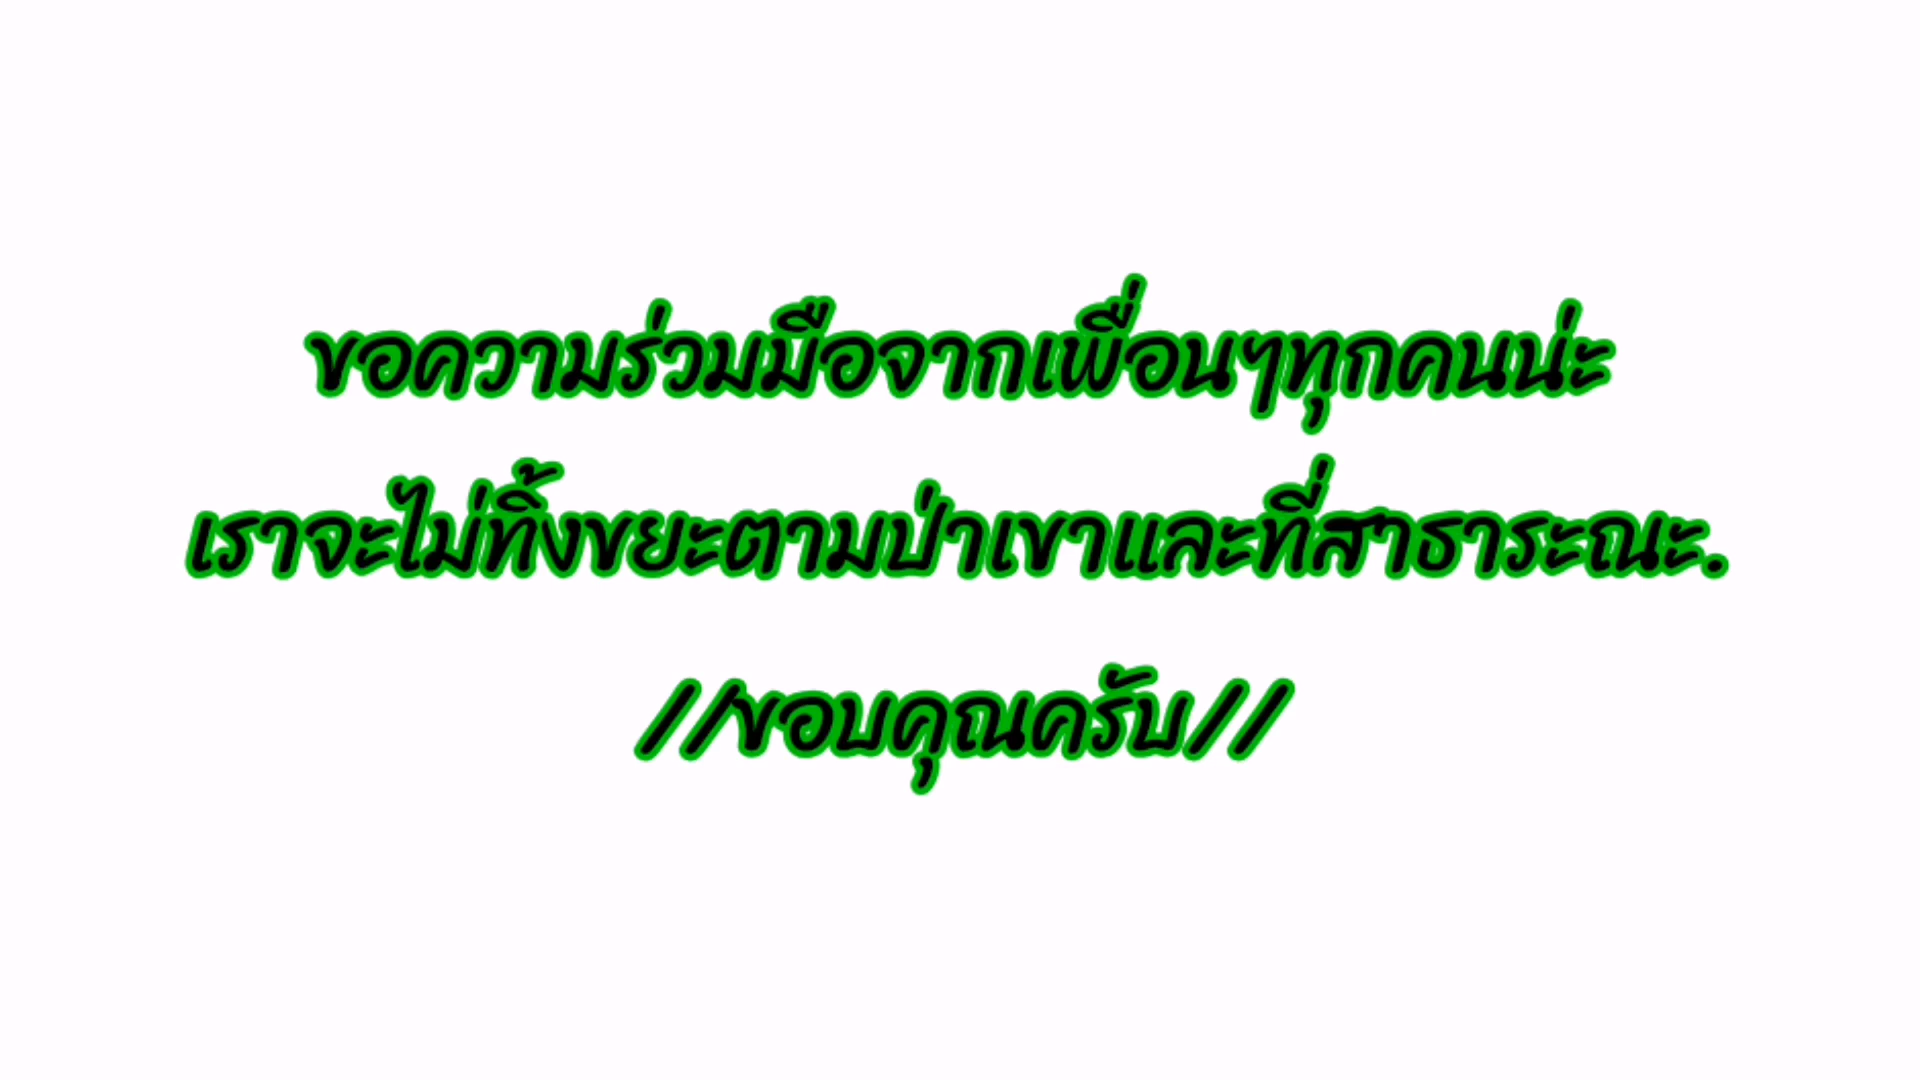 ขอความร่วมมือจากเพื่อนๆทุกคนน่ะ
เราจะไม่ทิ้งขยะตามป่าเขาและที่สาธาระณะ.
//ขอบคุณครับ//